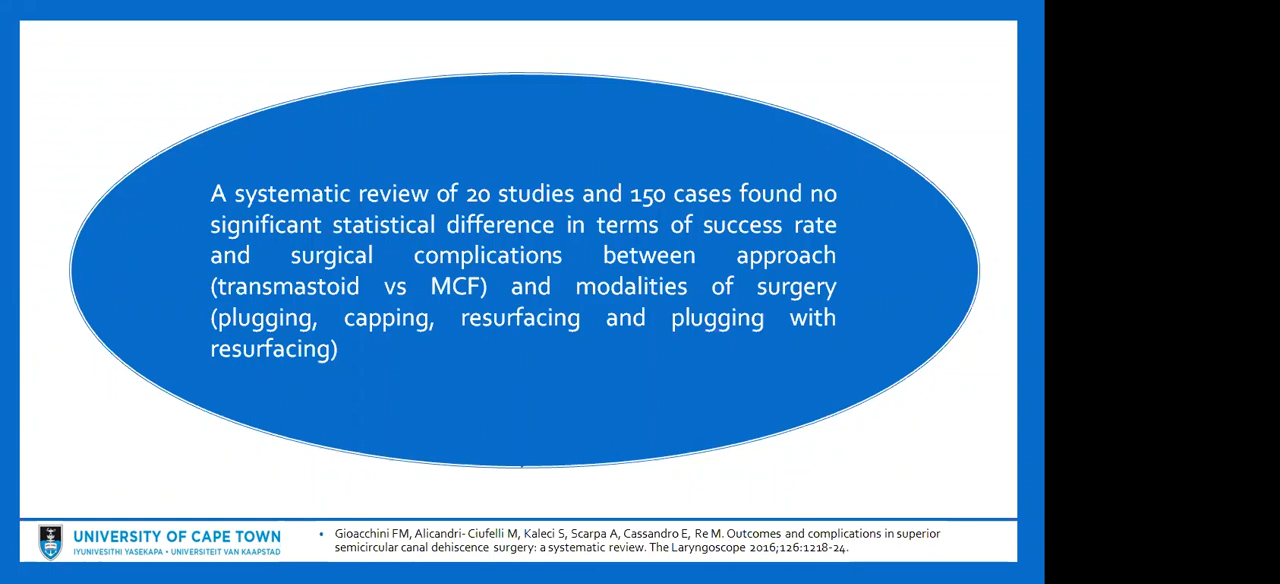 A systematic review of 20 studies and 150 cases found no
significant statistical difference in terms of success rate
and surgical complications between approach
(transmastoid vs MCF) and modalities of surgery
(plugging, capping, resurfacing and plugging with
resurfacing)
UNIVERSITY OF CAPE TOWN
IYUNIVESITHI YASEKAPA • UNIVERSITEIT VAN KAAPSTAD
• Gioacchini FM, Alicandri- Ciufelli M, Kaleci S, Scarpa A, Cassandro E, Re M. Outcomes and complications in superior
semicircular canal dehiscence surgery: a systematic review. The Laryngoscope 2016;126:1218-24.